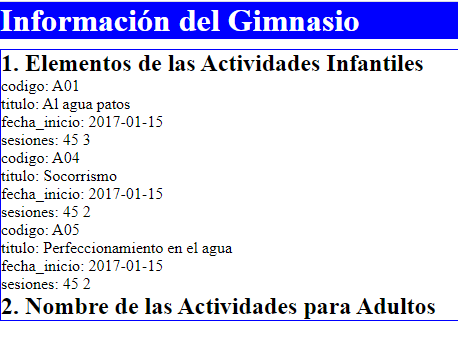 Información del Gimnasio
1. Elementos de las Actividades Infantiles
codigo: A01
titulo: Al agua patos
fecha_inicio: 2017-01-15
sesiones: 45 3
codigo: A04
titulo: Socorrismo
fecha_inicio: 2017-01-15
sesiones: 45 2
codigo: A05
titulo: Perfeccionamiento en el agua
fecha_inicio: 2017-01-15
sesiones: 45 2
2. Nombre de las Actividades para Adultos